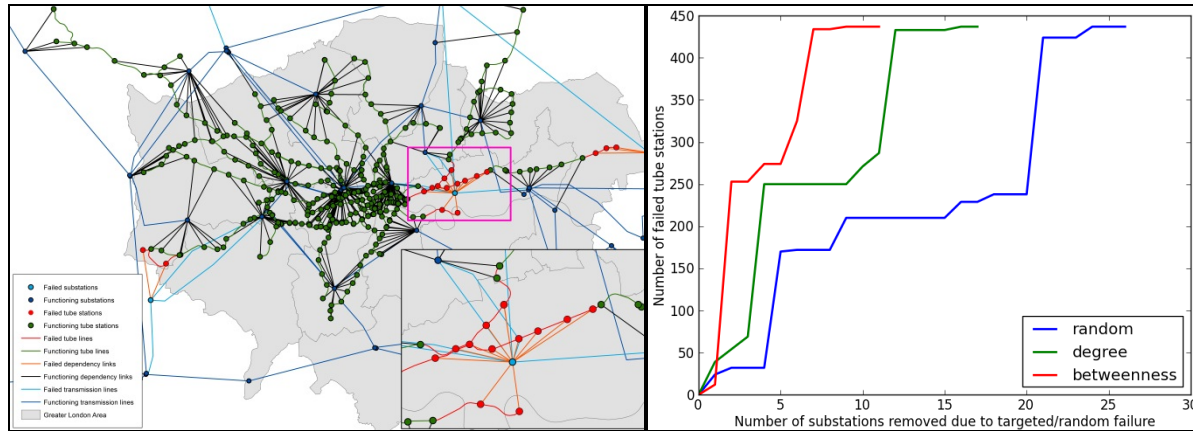 Failed substations
Functioning substations
Failed tube stations
Functioning tube stations
Failed tube lines
Functioning tube lines
Failed dependency links
Functioning dependency links
Failed transmission lines
Functioning transmission lines
Greater London Area
Number of failed tube stations
450
400
350
300
250
200
150
100
50
0
0
5
10
15
20
25
30
random
degree
betweenness
Number of substations removed due to targeted/random failure